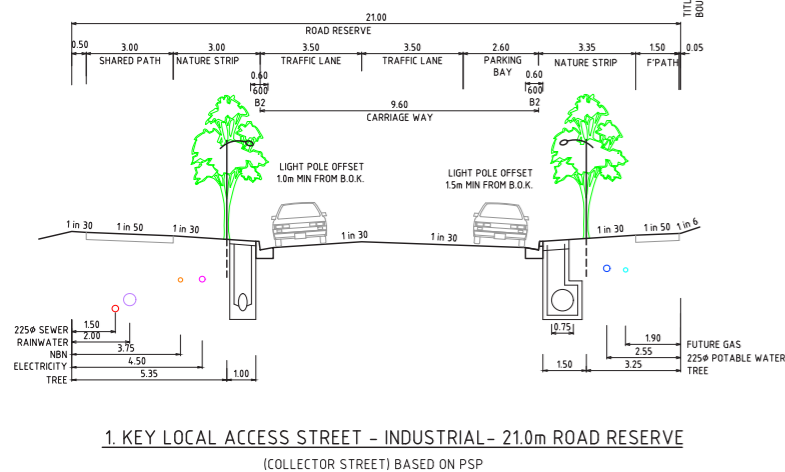 21.00
ROAD RESERVE
TITLE
BOU
0.50 3.00 3.00 3.50 3.50 2.60 3.35 1.50 0.05
SHARED PATH NATURE STRIP TRAFFIC LANE TRAFFIC LANE PARKING BAY NATURE STRIP F'PATH
0.60 0.60
600 600
B2 B2
9.60
CARRIAGE WAY
LIGHT POLE OFFSET
1.0m MIN FROM B.O.K.
LIGHT POLE OFFSET
1.5m MIN FROM B.O.K.
1 in 30 1 in 50 1 in 30 1 in 30 1 in 30 1 in 30 1 in 50 1 in 6
0.75
225ø SEWER 1.50
RAINWATER 2.00
NBN 3.75
ELECTRICITY 4.50
TREE 5.35 1.00
1.90 FUTURE GAS
2.55 225ø POTABLE WATER
1.50 3.25 TREE
1. KEY LOCAL ACCESS STREET - INDUSTRIAL- 21.0m ROAD RESERVE
(COLLECTOR STREET) BASED ON PSP